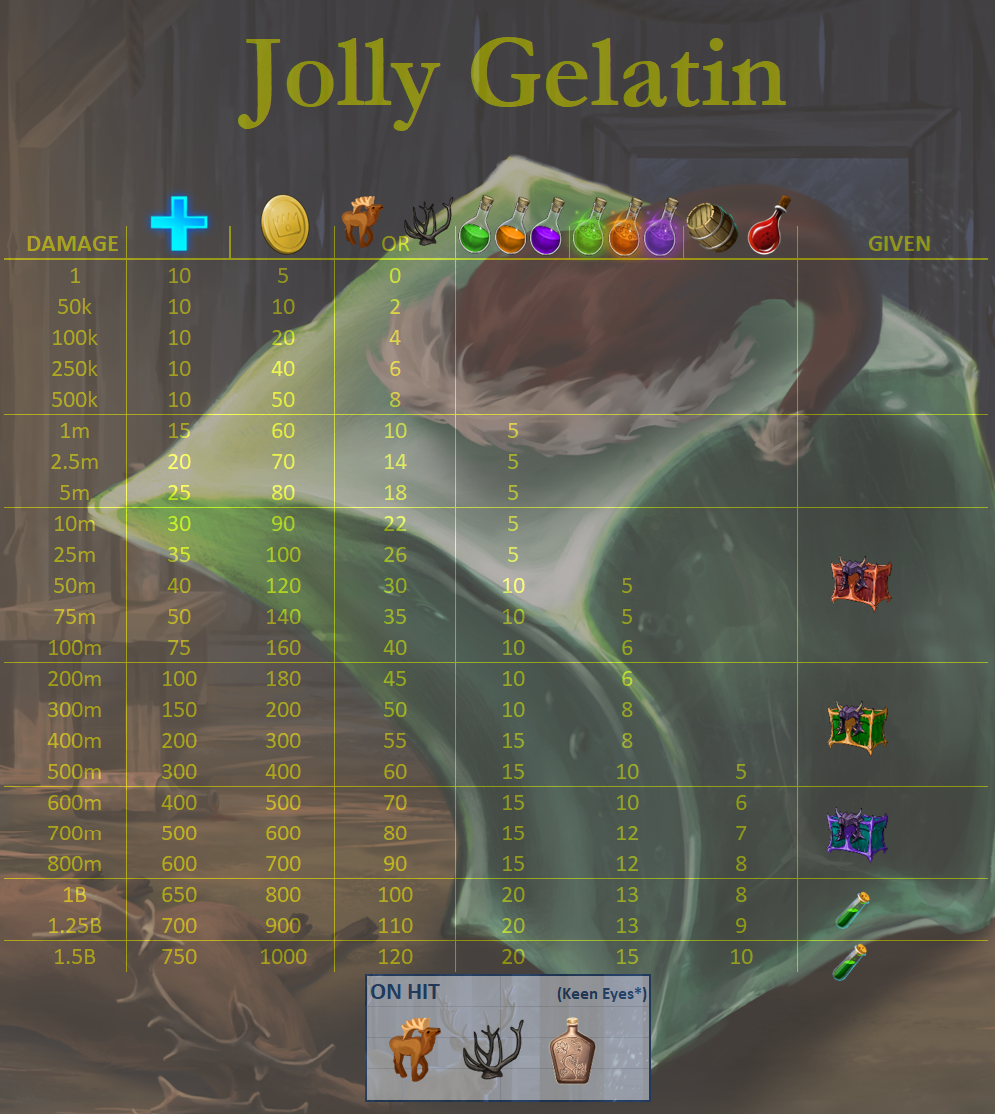 Jolly Gelatin
DAMAGE OR GIVEN
1 10 5 0
50k 10 10 2
100k 10 20 4
250k 10 40 6
500k 10 50 8
1m 15 60 10 5
2.5m 20 70 14 5
5m 25 80 18 5
10m 30 90 22 5
25m 35 100 26 5
50m 40 120 30 10 5
75m 50 140 35 10 5
100m 75 160 40 10 6
200m 100 180 45 10 6
300m 150 200 50 10 8
400m 200 300 55 15 8
500m 300 400 60 15 10 5
600m 400 500 70 15 10 6
700m 500 600 80 15 12 7
800m 600 700 90 15 12 8
1B 650 800 100 20 13 8
1.25B 700 900 110 20 13 9
1.5B 750 1000 120 20 15 10
ON HIT (Keen Eyes*)